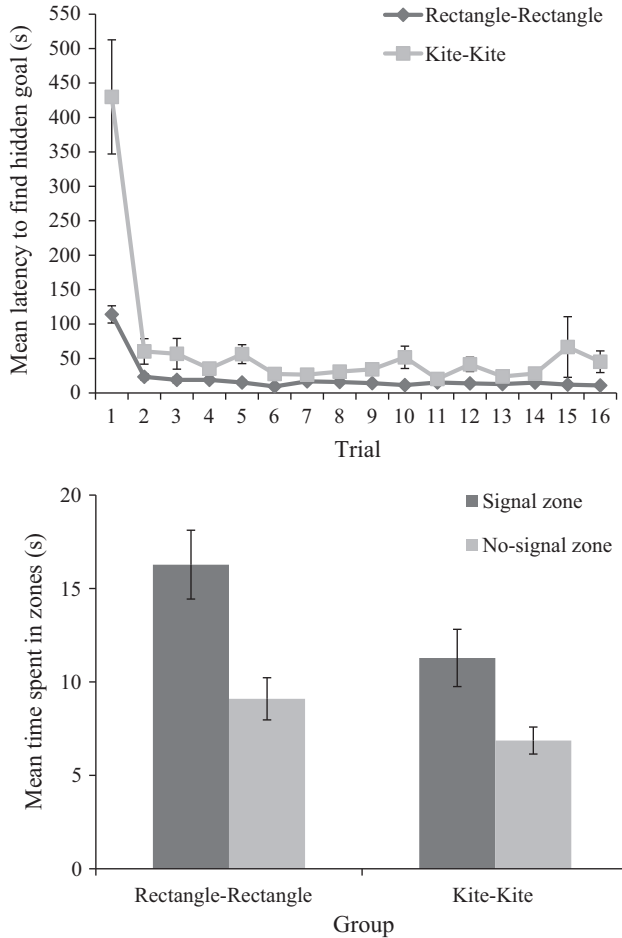 Mean latency to find hidden goal (s)
550
500
450
400
350
300
250
200
150
100
50
0
Rectangle-Rectangle
Kite-Kite
1 2 3 4 5 6 7 8 9 10 11 12 13 14 15 16
Trial
Mean time spent in zones (s)
20
15
10
5
0
Signal zone
No-signal zone
Rectangle-Rectangle Kite-Kite
Group